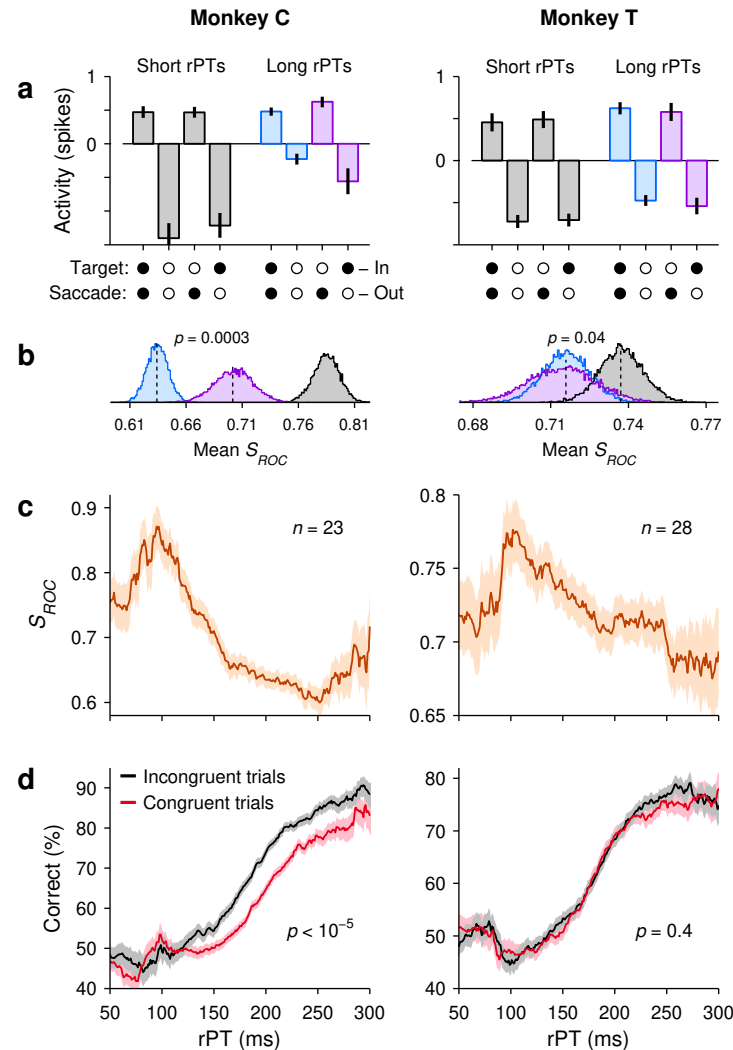 Monkey C Monkey T
a
Short rPTs Long rPTs
Short rPTs Long rPTs
Activity (spikes)
1
0
1
0
Target: – In
Saccade: – Out
b
p = 0.0003
0.61 0.66 0.71 0.76 0.81
Mean S_ROC
p = 0.04
0.68 0.71 0.74 0.77
Mean S_ROC
c
S_ROC
0.9
0.8
0.7
0.6
n = 23
0.8
0.75
0.7
0.65
n = 28
d
Incongruent trials
Congruent trials
Correct (%)
90
80
70
60
50
40
p < 10⁻⁵
50 100 150 200 250 300
rPT (ms)
80
70
60
50
40
p = 0.4
50 100 150 200 250 300
rPT (ms)